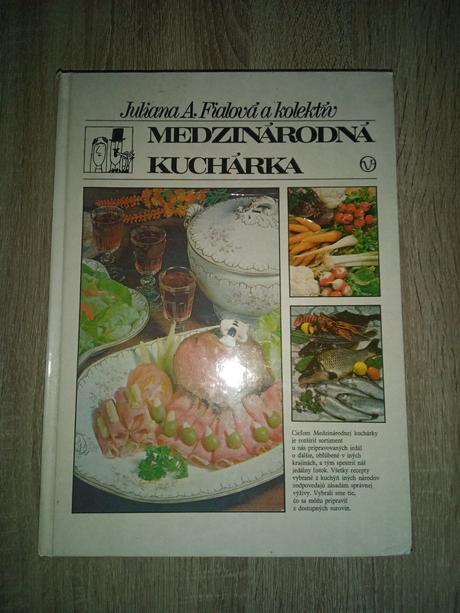 Juliana A. Fialová a kolektív
MEDZINÁRODNÁ
KUCHÁRKA
Cieľom Medzinárodnej kuchárky
je rozšíriť sortiment
u nás pripravovaných jedál
o ďalšie, obľúbené v iných
krajinách, a tým spestriť náš
jedálny lístok. Všetky recepty
vybrané z kuchýň iných národov
zodpovedajú zásadám správnej
výživy. Vybrali sme tie,
čo sa môžu pripraviť
z dostupných surovín.